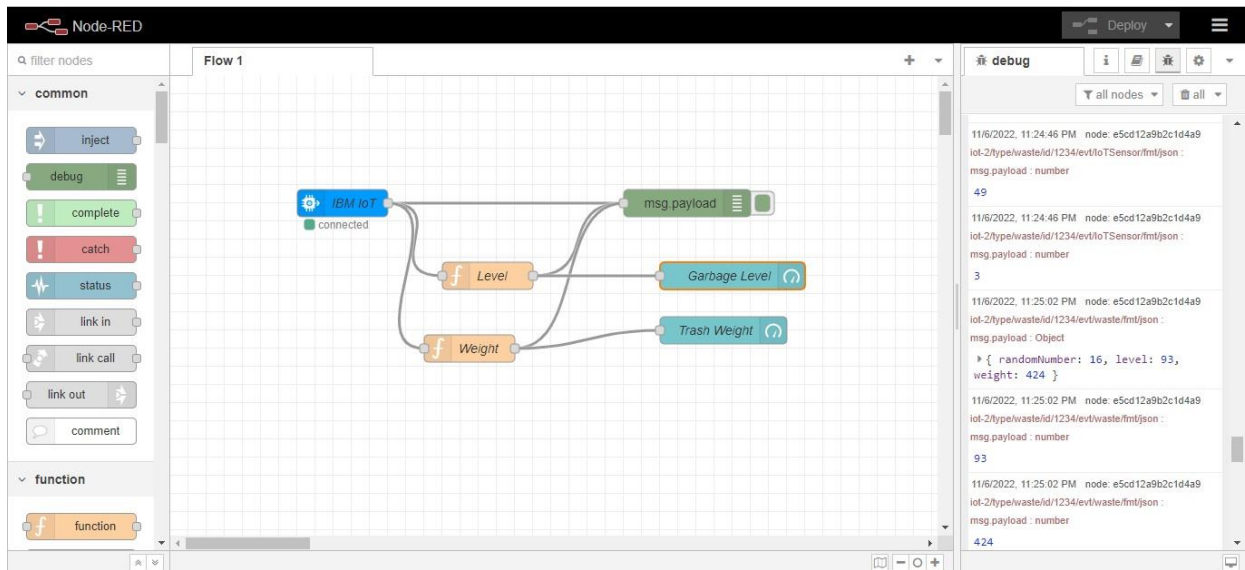 Node-RED
Deploy
filter nodes
Flow 1
debug
i
common
all nodes
all
inject
debug
complete
catch
status
link in
link call
link out
comment
function
function
IBM IoT
connected
msg.payload
Level
Garbage Level
Weight
Trash Weight
11/6/2022, 11:24:46 PM node: e5cd12a9b2c1d4a9
iot-2/type/waste/id/1234/evt/IoTSensor/fmt/json :
msg.payload : number
49
11/6/2022, 11:24:46 PM node: e5cd12a9b2c1d4a9
iot-2/type/waste/id/1234/evt/IoTSensor/fmt/json :
msg.payload : number
3
11/6/2022, 11:25:02 PM node: e5cd12a9b2c1d4a9
iot-2/type/waste/id/1234/evt/waste/fmt/json :
msg.payload : Object
{ randomNumber: 16, level: 93,
weight: 424 }
11/6/2022, 11:25:02 PM node: e5cd12a9b2c1d4a9
iot-2/type/waste/id/1234/evt/waste/fmt/json :
msg.payload : number
93
11/6/2022, 11:25:02 PM node: e5cd12a9b2c1d4a9
iot-2/type/waste/id/1234/evt/waste/fmt/json :
msg.payload : number
424